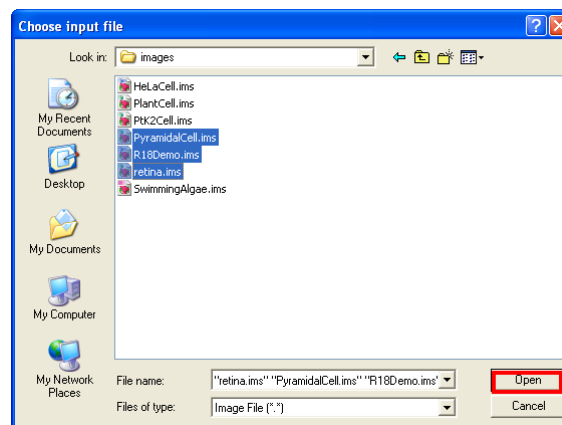 Choose input file
Look in: images
HeLaCell.ims
PlantCell.ims
PtK2Cell.ims
PyramidalCell.ims
R18Demo.ims
retina.ims
SwimmingAlgae.ims
My Recent
Documents
Desktop
My Documents
My Computer
My Network
Places
File name: "retina.ims" "PyramidalCell.ims" "R18Demo.ims'
Open
Files of type: Image File (*.*)
Cancel